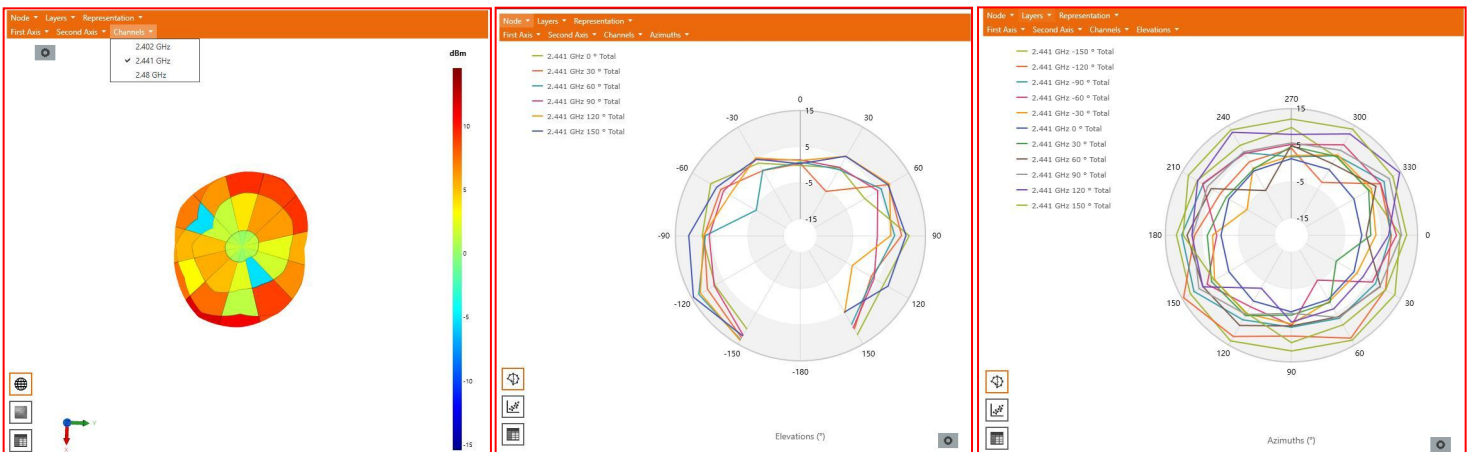 Node Layers Representation
First Axis Second Axis Channels
2.402 GHz
2.441 GHz
2.48 GHz
dBm
10
5
0
-5
-10
-15
Y
X
Node Layers Representation
First Axis Second Axis Channels Azimuths
2.441 GHz 0 ° Total
2.441 GHz 30 ° Total
2.441 GHz 60 ° Total
2.441 GHz 90 ° Total
2.441 GHz 120 ° Total
2.441 GHz 150 ° Total
0
15
-30
30
5
-60
60
-5
-15
-90
90
-120
120
-150
150
-180
Elevations (°)
Node Layers Representation
First Axis Second Axis Channels Elevations
2.441 GHz -150 ° Total
2.441 GHz -120 ° Total
2.441 GHz -90 ° Total
2.441 GHz -60 ° Total
2.441 GHz -30 ° Total
2.441 GHz 0 ° Total
2.441 GHz 30 ° Total
2.441 GHz 60 ° Total
2.441 GHz 90 ° Total
2.441 GHz 120 ° Total
2.441 GHz 150 ° Total
270
15
240
300
5
210
330
-5
-15
180
0
150
30
120
60
90
Azimuths (°)